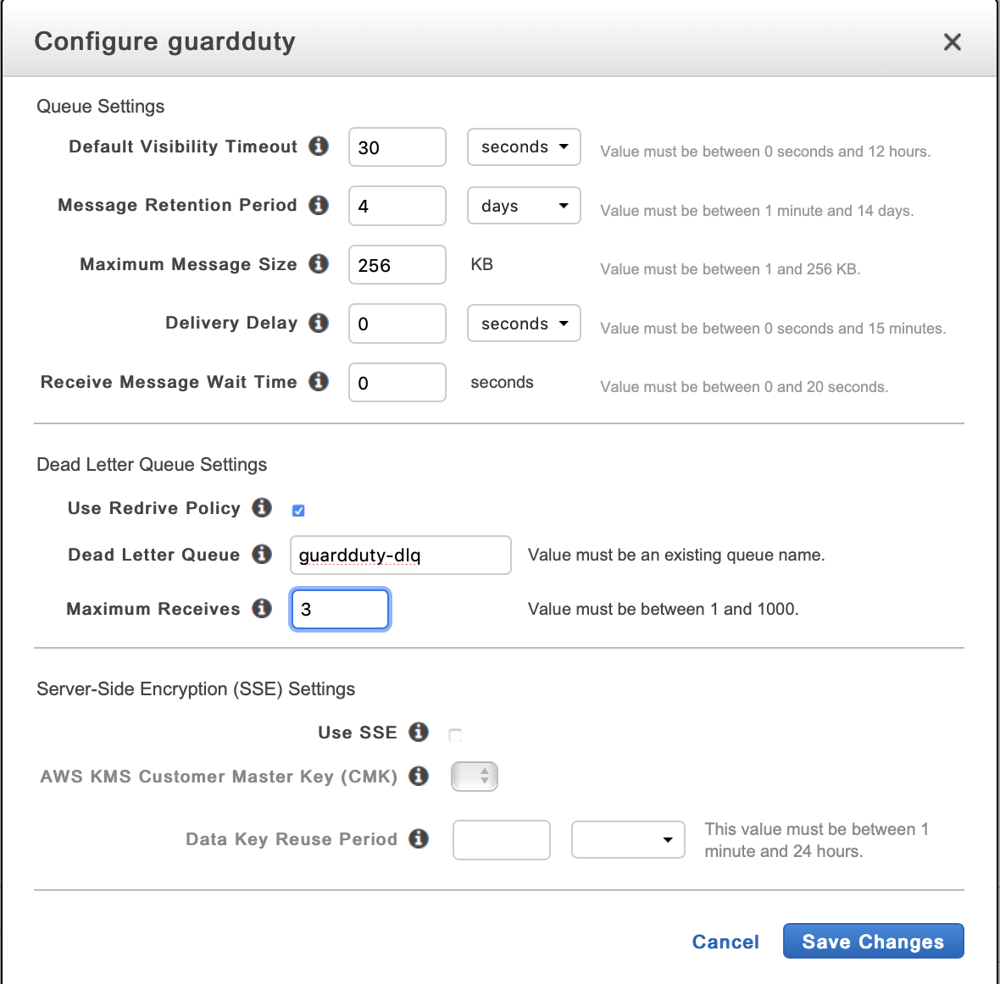 Configure guardduty
Queue Settings
Default Visibility Timeout 30 seconds Value must be between 0 seconds and 12 hours.
Message Retention Period 4 days Value must be between 1 minute and 14 days.
Maximum Message Size 256 KB Value must be between 1 and 256 KB.
Delivery Delay 0 seconds Value must be between 0 seconds and 15 minutes.
Receive Message Wait Time 0 seconds Value must be between 0 and 20 seconds.
Dead Letter Queue Settings
Use Redrive Policy
Dead Letter Queue guardduty-dlq Value must be an existing queue name.
Maximum Receives 3 Value must be between 1 and 1000.
Server-Side Encryption (SSE) Settings
Use SSE
AWS KMS Customer Master Key (CMK)
Data Key Reuse Period This value must be between 1
minute and 24 hours.
Cancel Save Changes